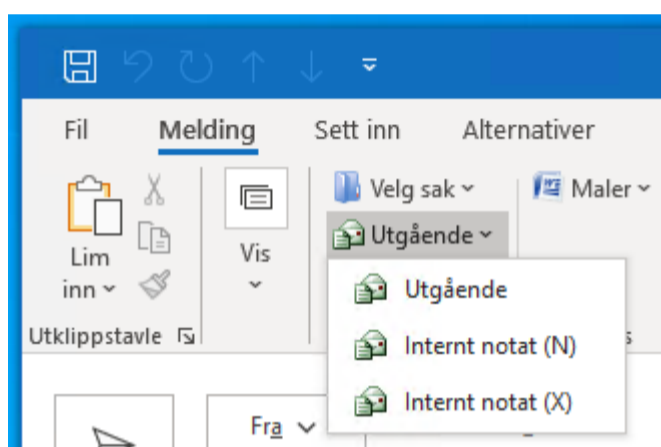 Fil Melding Sett inn Alternativer
Velg sak Maler
Utgående
Lim inn
Vis
Utgående
Internt notat (N)
Utklippstavle
Internt notat (X)
Fra